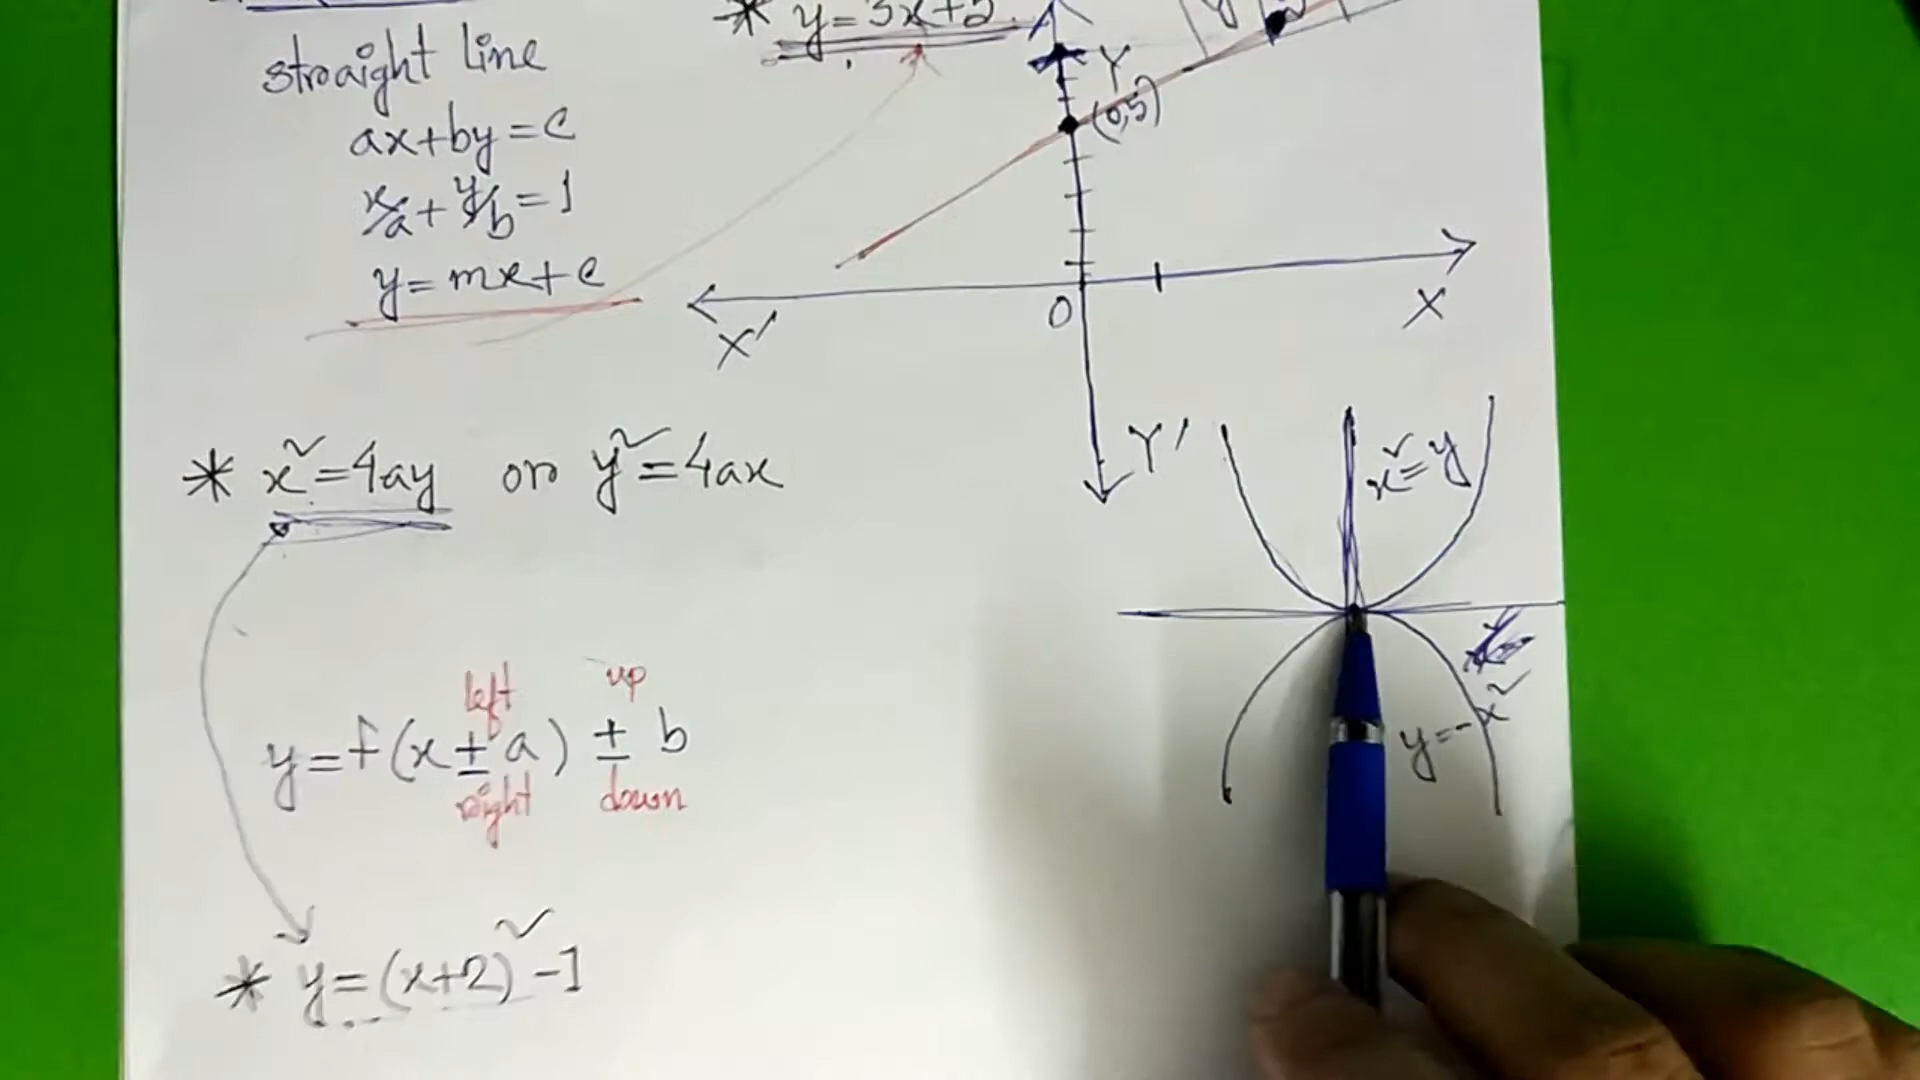 * y=3x+2
straight line
ax+by=c
x/a + y/b = 1
y=mx+c
Y
(0,5)
O
X
X'
Y'
* x²=4ay or y²=4ax
x²=y
left up
y=f(x±a) ± b
right down
y=-x²
* y=(x+2)²-1